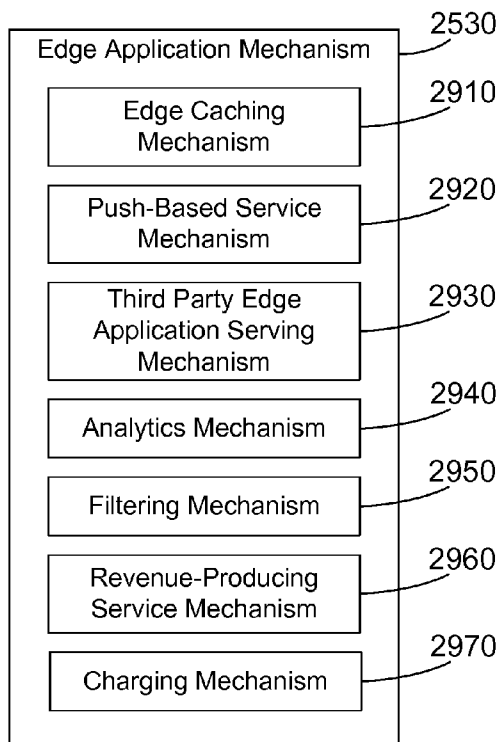 2530
Edge Application Mechanism
2910
Edge Caching
Mechanism
2920
Push-Based Service
Mechanism
2930
Third Party Edge
Application Serving
Mechanism
2940
Analytics Mechanism
2950
Filtering Mechanism
2960
Revenue-Producing
Service Mechanism
2970
Charging Mechanism